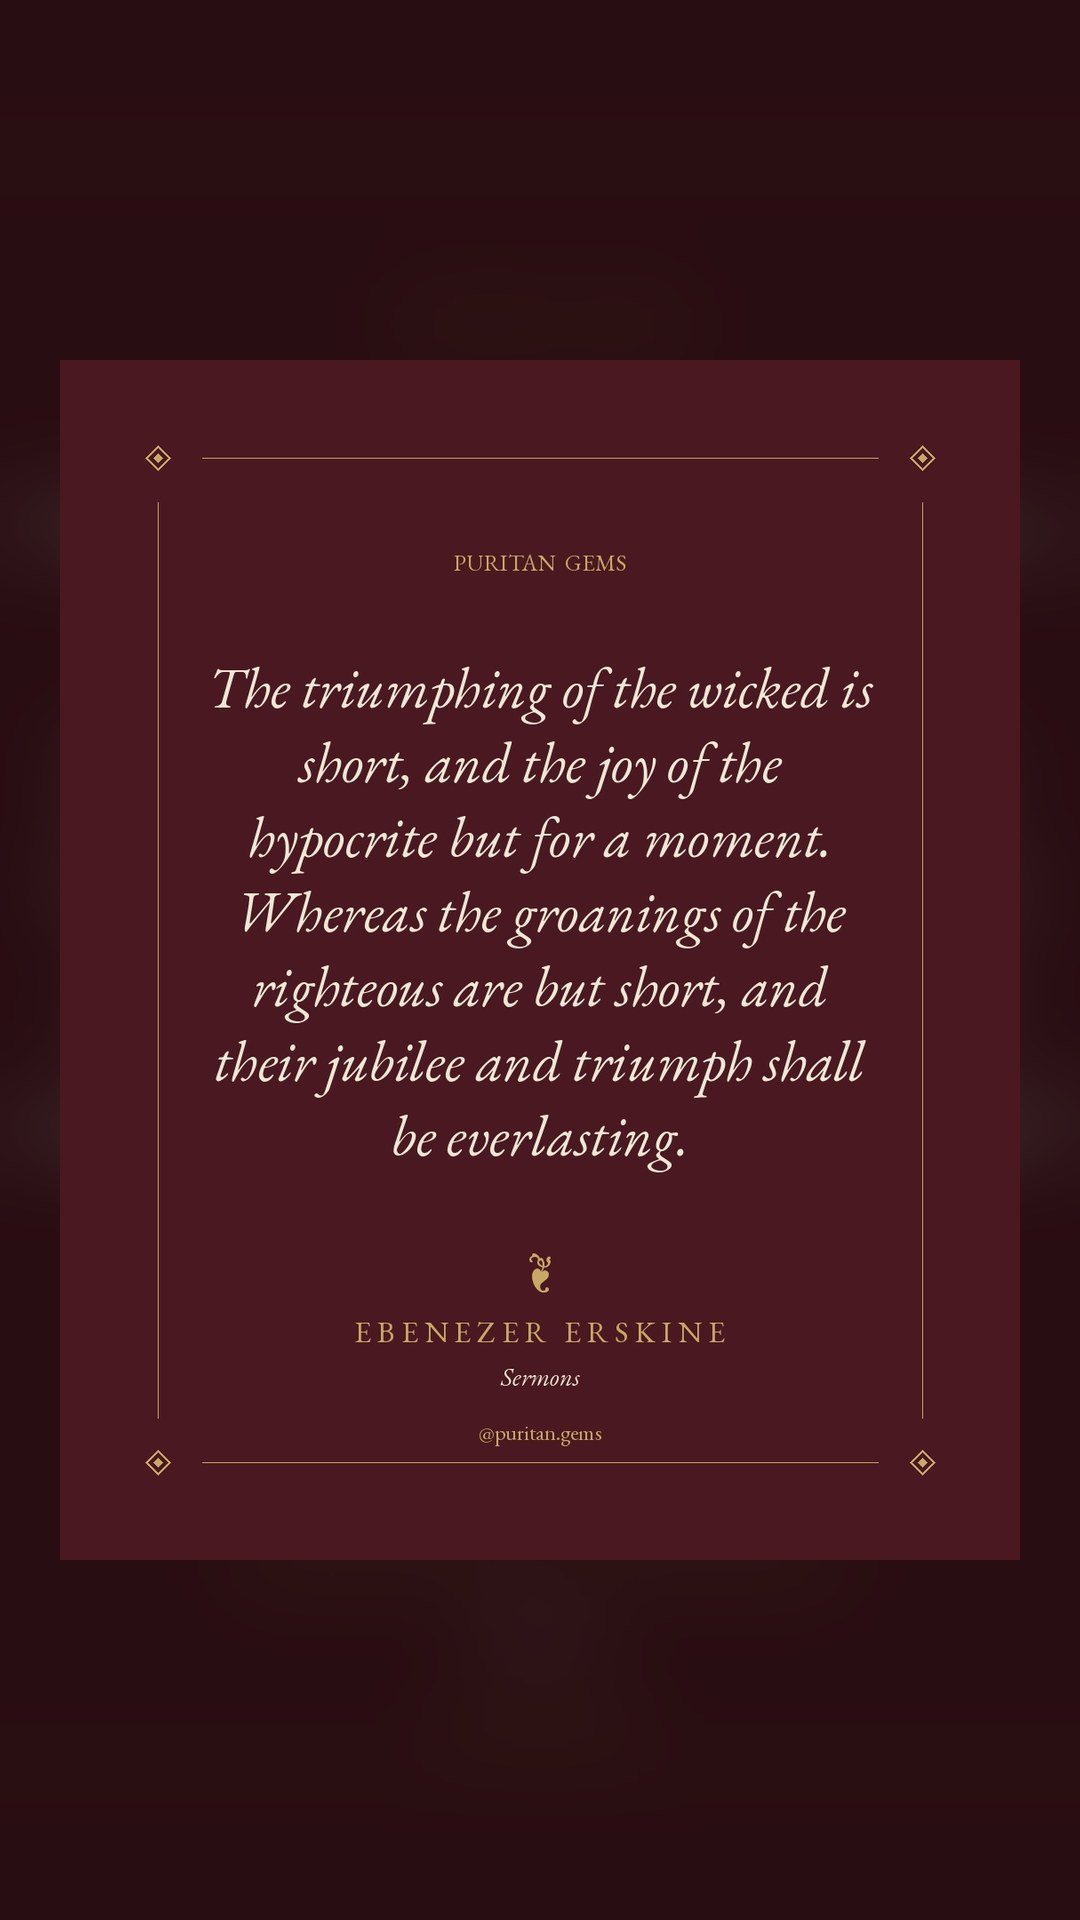 PURITAN GEMS
The triumphing of the wicked is
short, and the joy of the
hypocrite but for a moment.
Whereas the groanings of the
righteous are but short, and
their jubilee and triumph shall
be everlasting.
EBENEZER ERSKINE
Sermons
@puritan.gems